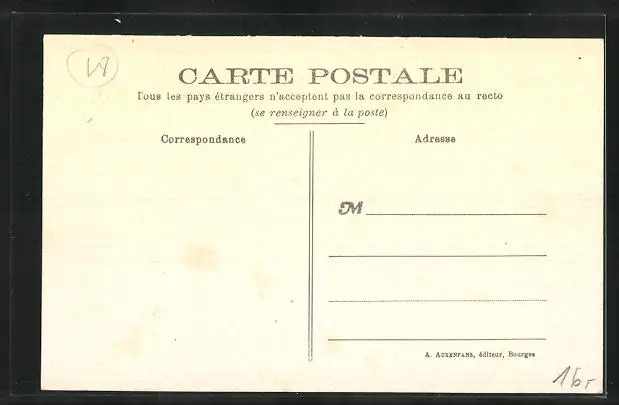 CARTE POSTALE
Tous les pays étrangers n'acceptent pas la correspondance au recto
(se renseigner à la poste)
Correspondance
Adresse
M
A. AUXENFANS, éditeur, Bourges